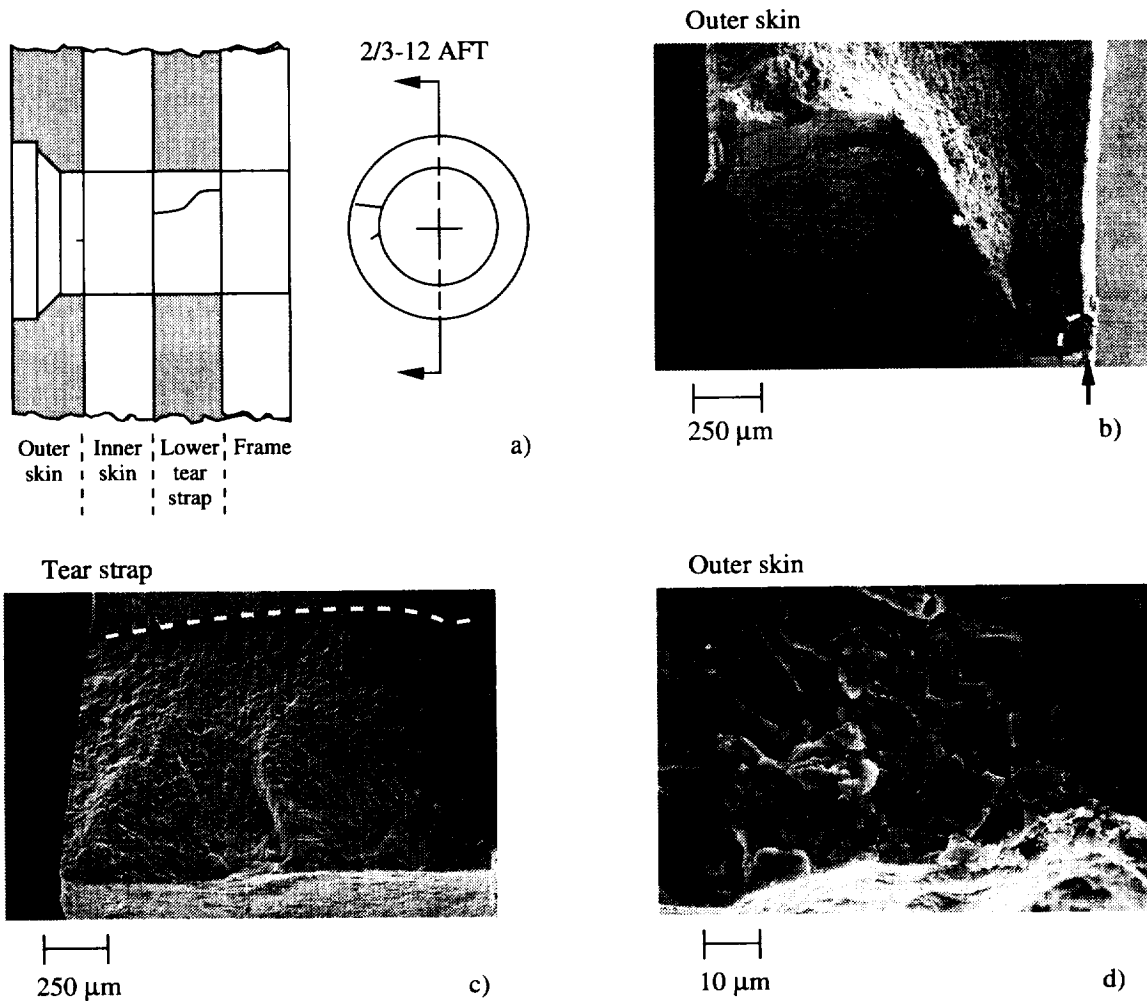 2/3-12 AFT
Outer
skin
Inner
skin
Lower
tear
strap
Frame
a)
Outer skin
250 μm
b)
Tear strap
250 μm
c)
Outer skin
10 μm
d)